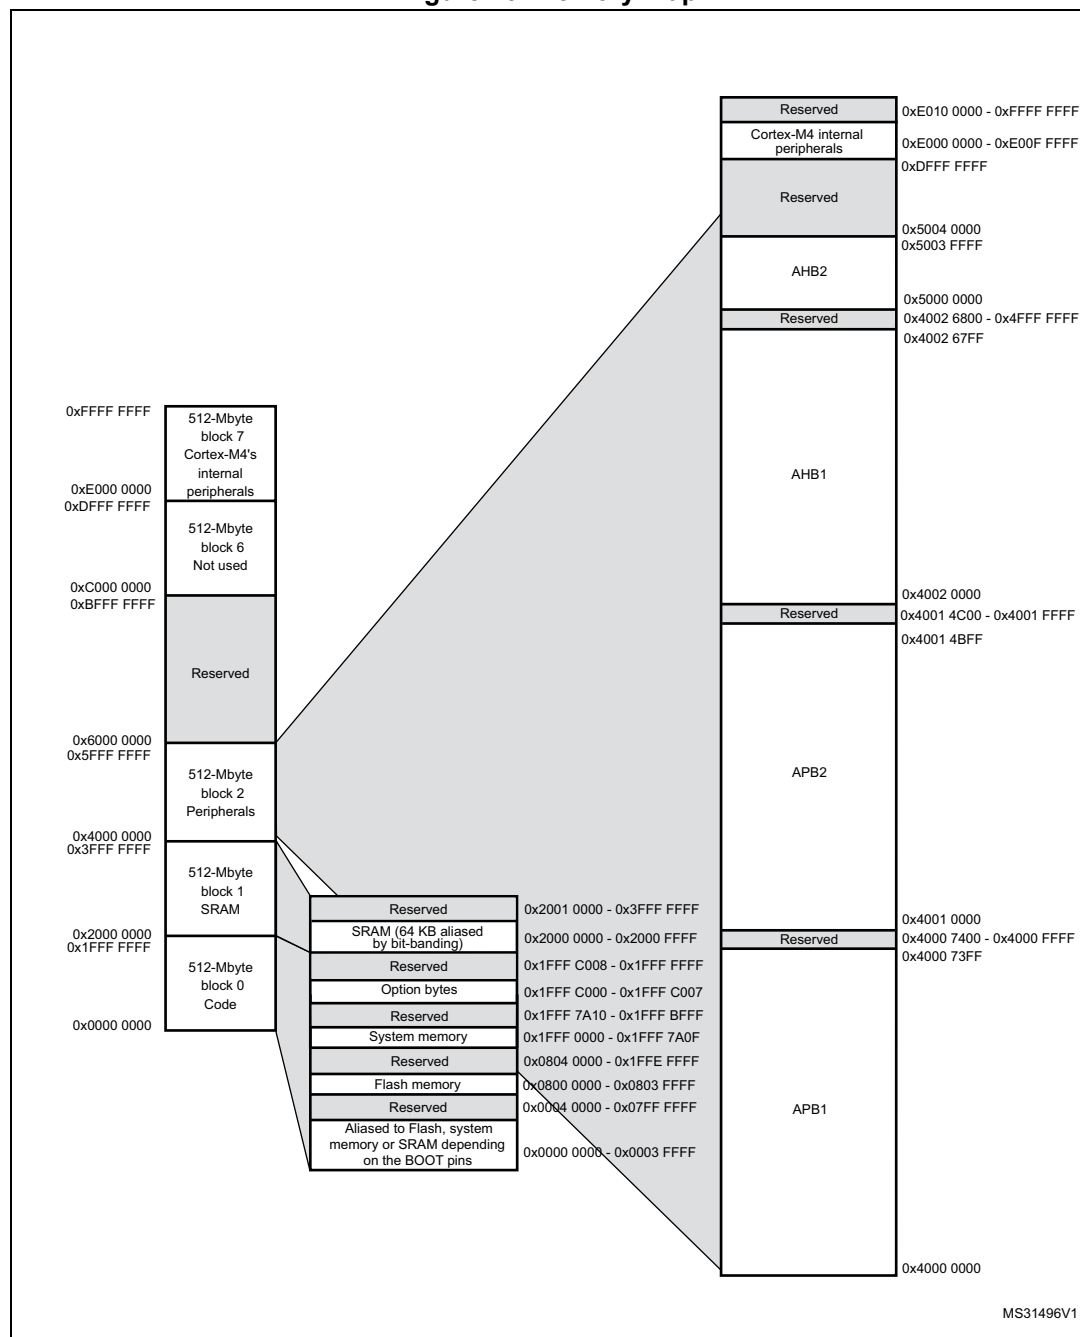 0xFFFF FFFF
512-Mbyte
block 7
Cortex-M4's
internal
peripherals
0xE000 0000
0xDFFF FFFF
512-Mbyte
block 6
Not used
0xC000 0000
0xBFFF FFFF
Reserved
0x6000 0000
0x5FFF FFFF
512-Mbyte
block 2
Peripherals
0x4000 0000
0x3FFF FFFF
512-Mbyte
block 1
SRAM
0x2000 0000
0x1FFF FFFF
512-Mbyte
block 0
Code
0x0000 0000
Reserved 0x2001 0000 - 0x3FFF FFFF
SRAM (64 KB aliased
by bit-banding) 0x2000 0000 - 0x2000 FFFF
Reserved 0x1FFF C008 - 0x1FFF FFFF
Option bytes 0x1FFF C000 - 0x1FFF C007
Reserved 0x1FFF 7A10 - 0x1FFF BFFF
System memory 0x1FFF 0000 - 0x1FFF 7A0F
Reserved 0x0804 0000 - 0x1FFE FFFF
Flash memory 0x0800 0000 - 0x0803 FFFF
Reserved 0x0004 0000 - 0x07FF FFFF
Aliased to Flash, system
memory or SRAM depending
on the BOOT pins 0x0000 0000 - 0x0003 FFFF
Reserved 0xE010 0000 - 0xFFFF FFFF
Cortex-M4 internal
peripherals 0xE000 0000 - 0xE00F FFFF
0xDFFF FFFF
Reserved
0x5004 0000
0x5003 FFFF
AHB2
0x5000 0000
Reserved 0x4002 6800 - 0x4FFF FFFF
0x4002 67FF
AHB1
0x4002 0000
Reserved 0x4001 4C00 - 0x4001 FFFF
0x4001 4BFF
APB2
0x4001 0000
Reserved 0x4000 7400 - 0x4000 FFFF
0x4000 73FF
APB1
0x4000 0000
MS31496V1